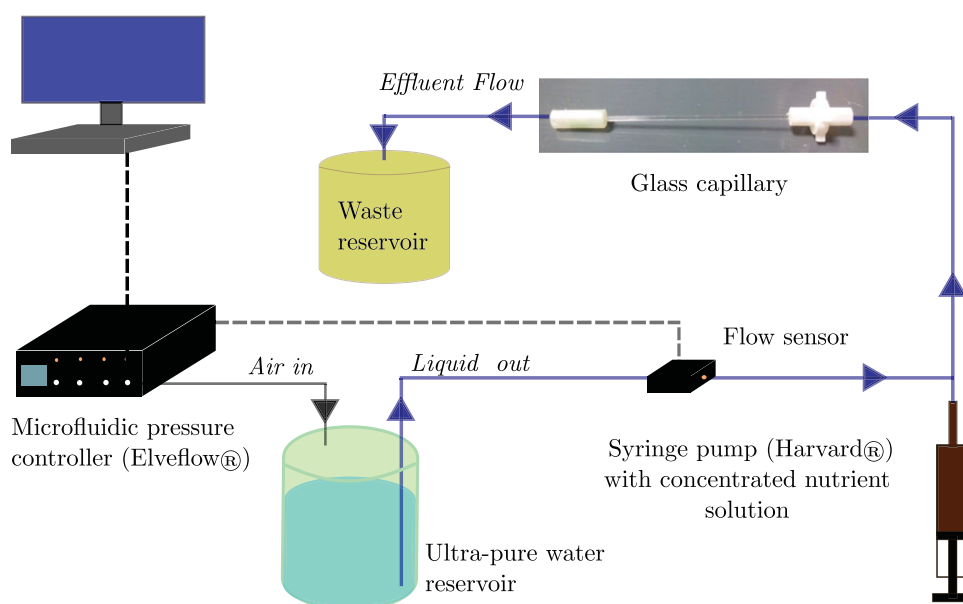 Effluent Flow
Glass capillary
Waste
reservoir
Flow sensor
Air in
Liquid out
Microfluidic pressure
controller (Elveflow®)
Syringe pump (Harvard®)
with concentrated nutrient
solution
Ultra-pure water
reservoir